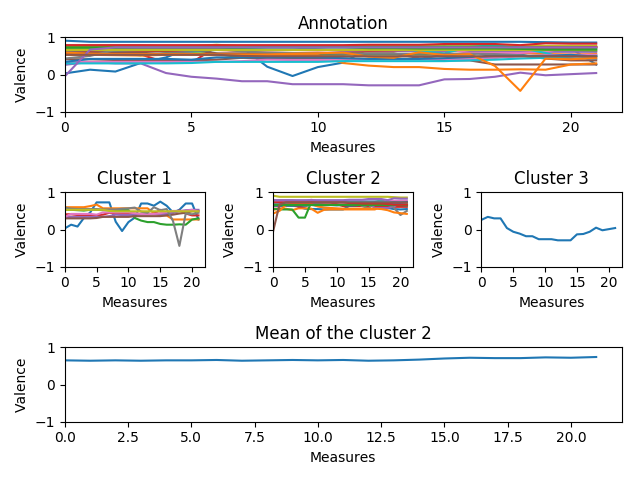 Annotation
Valence
1
0
−1
0 5 10 15 20
Measures
Cluster 1 Cluster 2 Cluster 3
Valence Valence Valence
1 1 1
0 0 0
−1 −1 −1
0 5 10 15 20 0 5 10 15 20 0 5 10 15 20
Measures Measures Measures
Mean of the cluster 2
Valence
1
0
−1
0.0 2.5 5.0 7.5 10.0 12.5 15.0 17.5 20.0
Measures